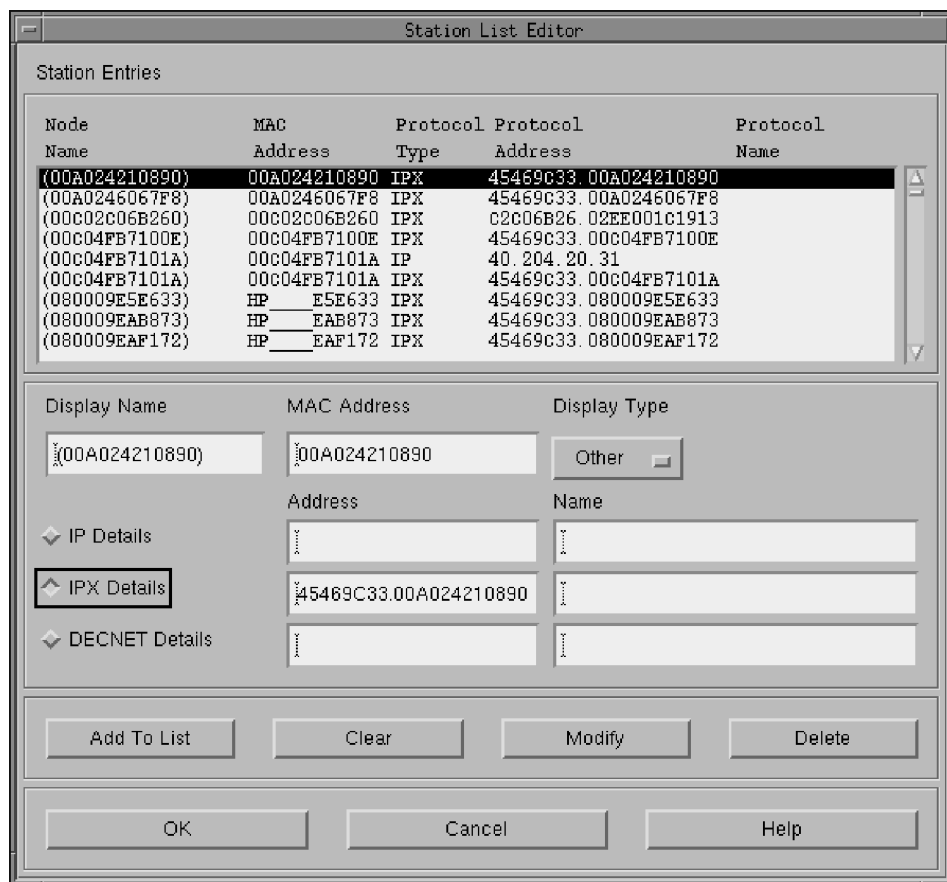 Station List Editor
Station Entries
Node MAC Protocol Protocol Protocol
Name Address Type Address Name
(00A024210890) 00A024210890 IPX 45469C33.00A024210890
(00A0246067F8) 00A0246067F8 IPX 45469C33.00A0246067F8
(00C02C06B260) 00C02C06B260 IPX C2C06B26.02EE001C1913
(00C04FB7100E) 00C04FB7100E IPX 45469C33.00C04FB7100E
(00C04FB7101A) 00C04FB7101A IP 40.204.20.31
(00C04FB7101A) 00C04FB7101A IPX 45469C33.00C04FB7101A
(080009E5E633) HP____E5E633 IPX 45469C33.080009E5E633
(080009EAB873) HP____EAB873 IPX 45469C33.080009EAB873
(080009EAF172) HP____EAF172 IPX 45469C33.080009EAF172
Display Name MAC Address Display Type
(00A024210890) 00A024210890 Other
Address Name
IP Details
IPX Details 45469C33.00A024210890
DECNET Details
Add To List Clear Modify Delete
OK Cancel Help